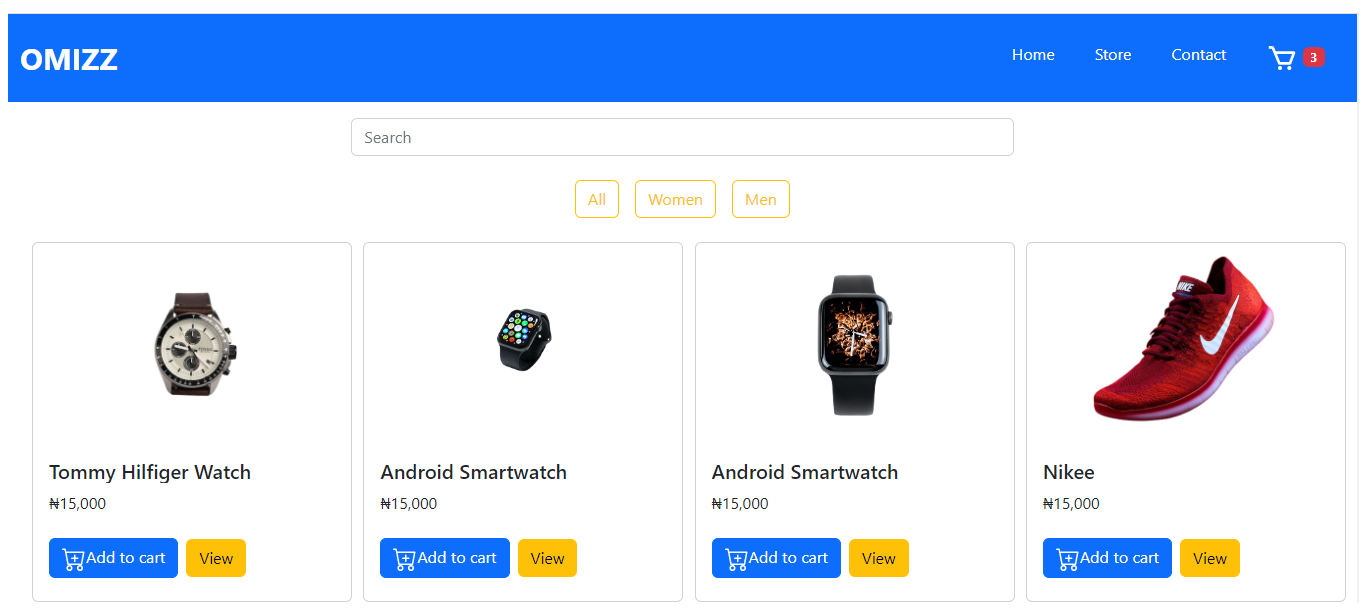 OMIZZ
Home Store Contact 3
Search
All Women Men
NIKE
Tommy Hilfiger Watch Android Smartwatch Android Smartwatch Nikee
₦15,000 ₦15,000 ₦15,000 ₦15,000
Add to cart View Add to cart View Add to cart View Add to cart View